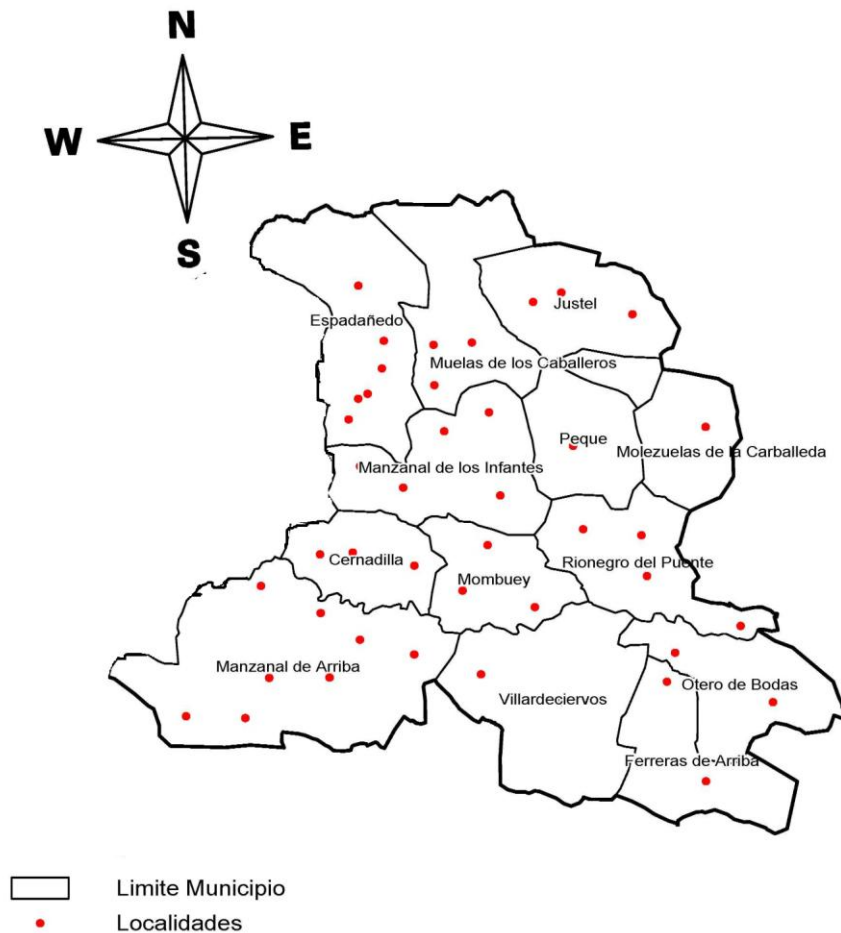 N
W E
S
Justel
Espadañedo
Muelas de los Caballeros
Peque
Molezuelas de la Carballeda
Manzanal de los Infantes
Cernadilla
Rionegro del Puente
Mombuey
Manzanal de Arriba
Otero de Bodas
Villardeciervos
Ferreras de Arriba
Limite Municipio
Localidades